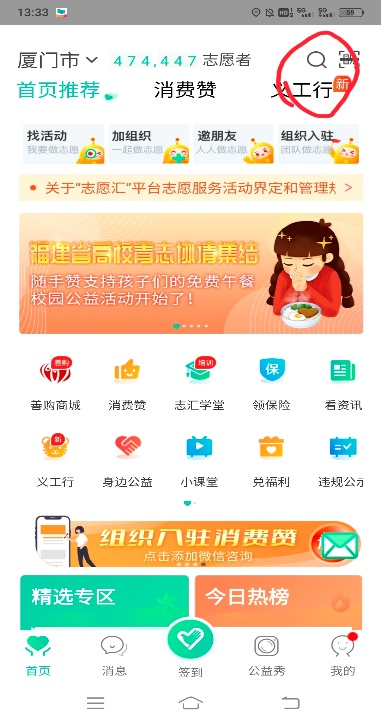 13:33
HD 5G 5G 59
厦门市 474,447 志愿者
首页推荐 消费赞 义工行 新
找活动 加组织 邀朋友 组织入驻
我要做志愿 一起做志愿 人人做志愿 团队做志愿
关于“志愿汇”平台志愿服务活动界定和管理规 >
福建省高校青志协请集结
随手赞支持孩子们的免费午餐
校园公益活动开始了！
善购 培训 保
善购商城 消费赞 志汇学堂 领保险 看资讯
新
义工行 身边公益 小课堂 兑福利 违规公示
组织入驻消费赞
点击添加微信咨询
精选专区 今日热榜
首页 消息 签到 公益秀 我的